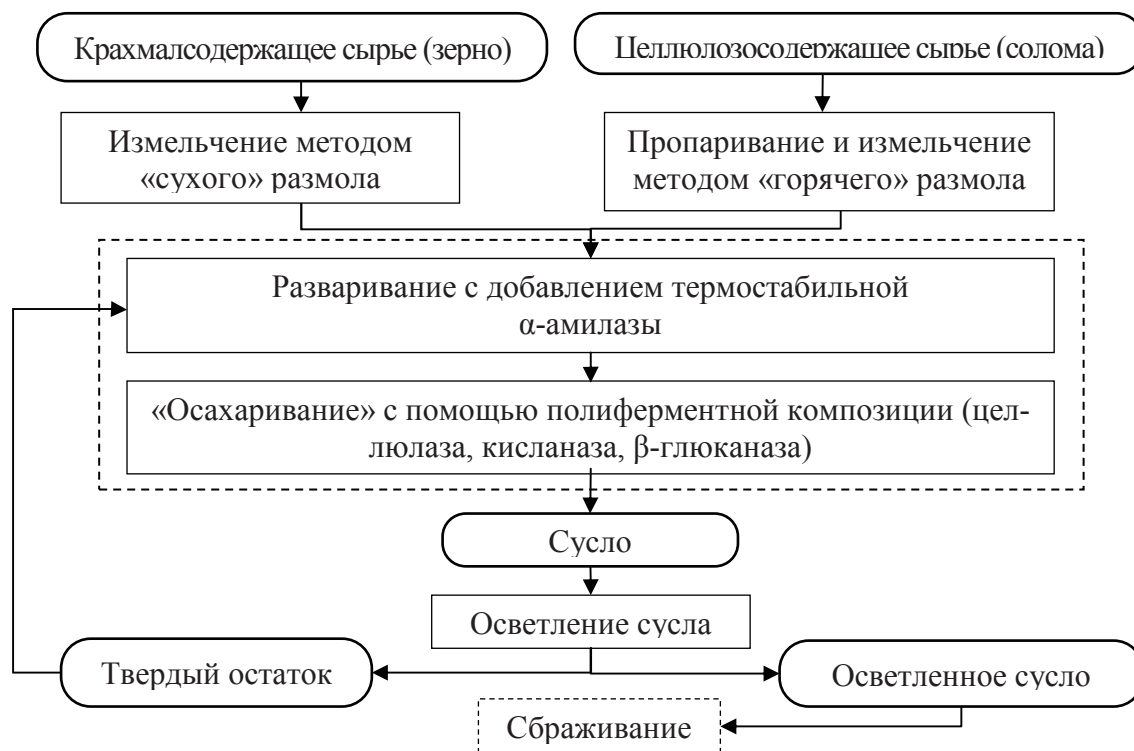 Крахмалсодержащее сырье (зерно)
Целлюлозосодержащее сырье (солома)
Измельчение методом
«сухого» размола
Пропаривание и измельчение
методом «горячего» размола
Разваривание с добавлением термостабильной
α-амилазы
«Осахаривание» с помощью полиферментной композиции (цел-
люлаза, кисланаза, β-глюканаза)
Сусло
Осветление сусла
Твердый остаток
Осветленное сусло
Сбраживание